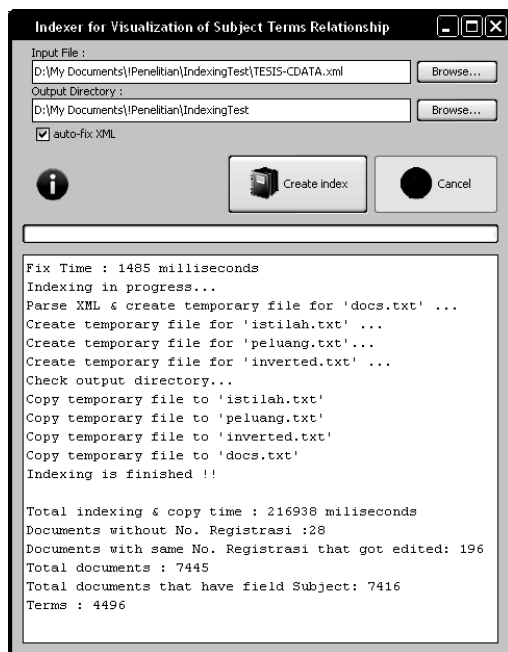 Indexer for Visualization of Subject Terms Relationship
Input File :
D:\My Documents\!Penelitian\IndexingTest\TESIS-CDATA.xml
Browse...
Output Directory :
D:\My Documents\!Penelitian\IndexingTest
Browse...
auto-fix XML
Create index
Cancel
Fix Time : 1485 milliseconds
Indexing in progress...
Parse XML & create temporary file for 'docs.txt' ...
Create temporary file for 'istilah.txt' ...
Create temporary file for 'peluang.txt'...
Create temporary file for 'inverted.txt' ...
Check output directory...
Copy temporary file to 'istilah.txt'
Copy temporary file to 'peluang.txt'
Copy temporary file to 'inverted.txt'
Copy temporary file to 'docs.txt'
Indexing is finished !!
Total indexing & copy time : 216938 miliseconds
Documents without No. Registrasi :28
Documents with same No. Registrasi that got edited: 196
Total documents : 7445
Total documents that have field Subject: 7416
Terms : 4496